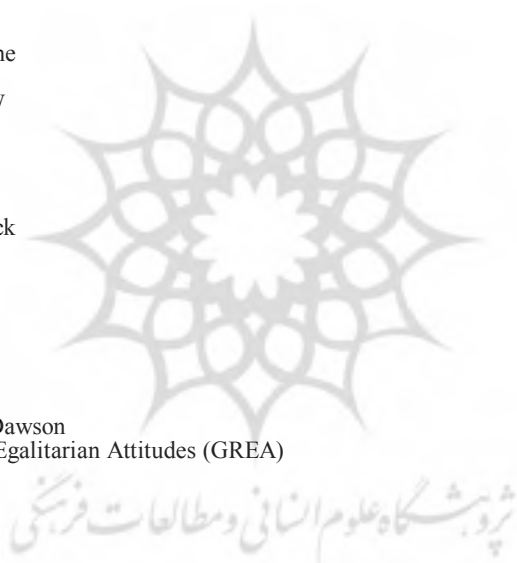 ne
y
ck
Dawson
Egalitarian Attitudes (GREA)
پژوهشگاه علوم انسانی و مطالعات فرهنگی